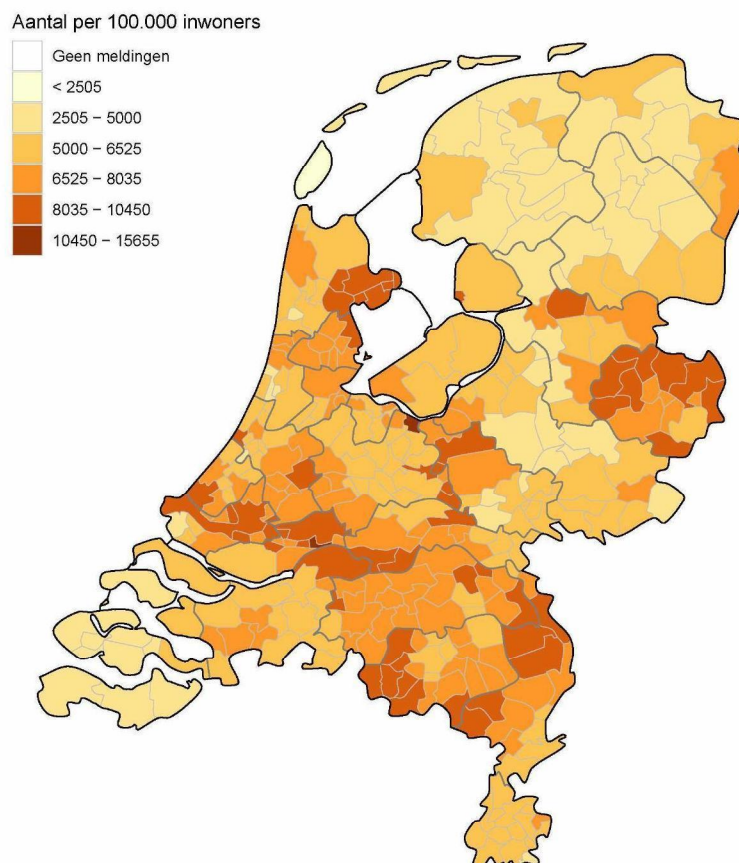 Aantal per 100.000 inwoners
Geen meldingen
< 2505
2505 – 5000
5000 – 6525
6525 – 8035
8035 – 10450
10450 – 15655